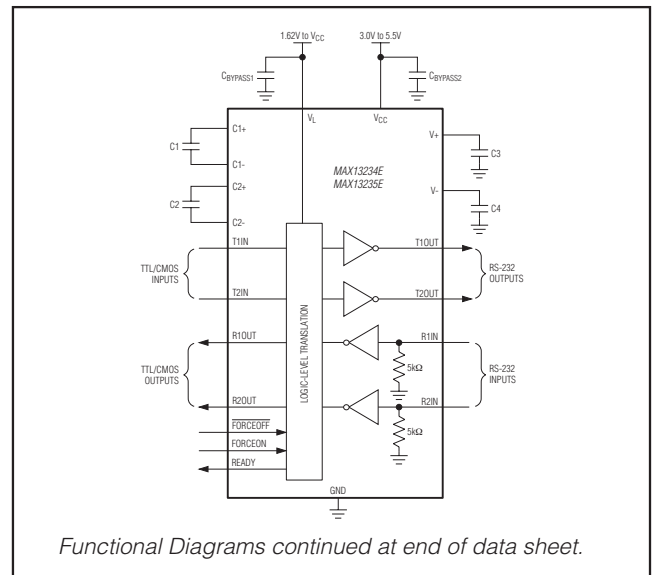 1.62V to VCC
3.0V to 5.5V
CBYPASS1
CBYPASS2
VL
VCC
C1+
V+
C1
C3
C1-
MAX13234E
MAX13235E
C2+
V-
C2
C4
C2-
T1IN
T1OUT
TTL/CMOS
INPUTS
RS-232
OUTPUTS
T2IN
T2OUT
LOGIC-LEVEL TRANSLATION
R1OUT
R1IN
TTL/CMOS
OUTPUTS
5kΩ
RS-232
INPUTS
R2OUT
R2IN
FORCEOFF
5kΩ
FORCEON
READY
GND
Functional Diagrams continued at end of data sheet.